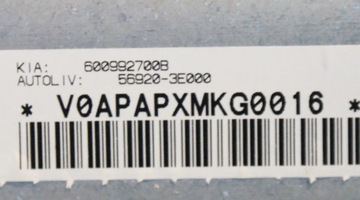 KIA: 600992700B
AUTOLIV: 56920-3E000
* V0APAPXMKG0016 *